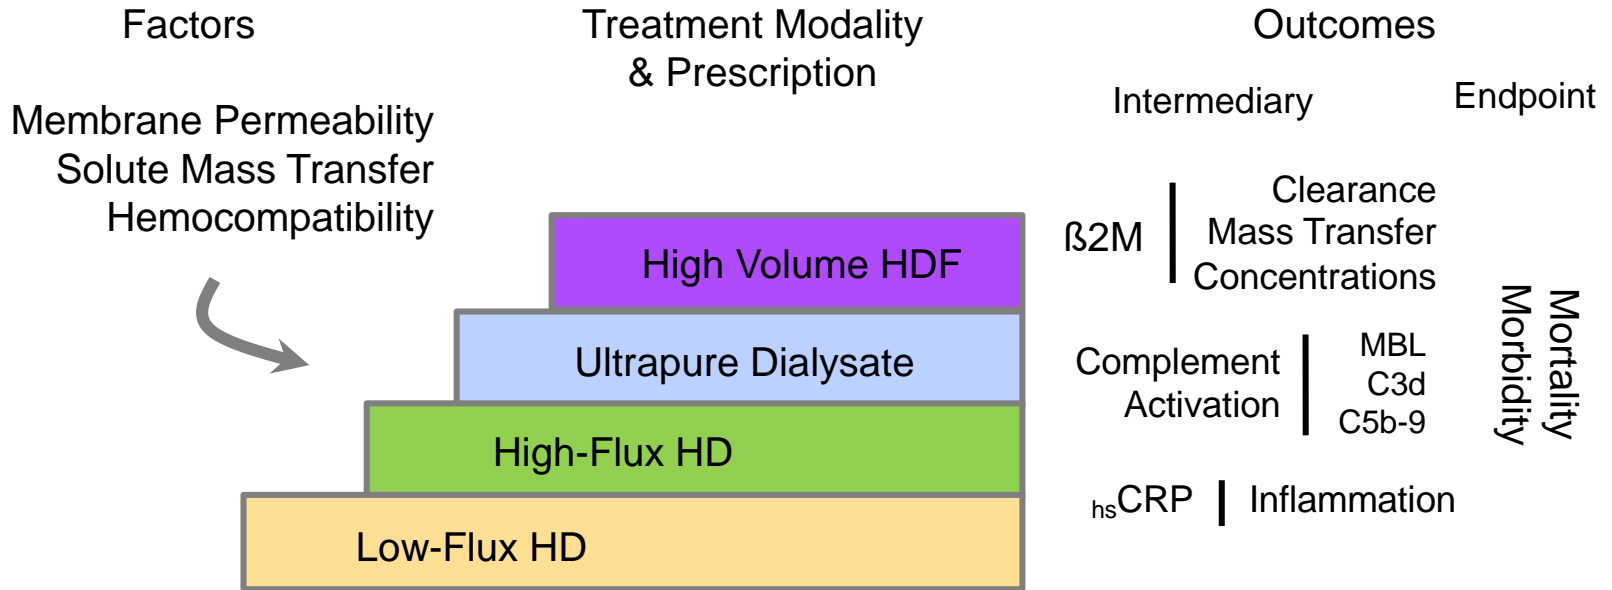 Factors
Membrane Permeability
Solute Mass Transfer
Hemocompatibility
Treatment Modality
& Prescription
High Volume HDF
Ultrapure Dialysate
High-Flux HD
Low-Flux HD
Outcomes
Intermediary
Endpoint
ß2M
Clearance
Mass Transfer
Concentrations
Complement
Activation
MBL
C3d
C5b-9
hsCRP
Inflammation
Mortality
Morbidity